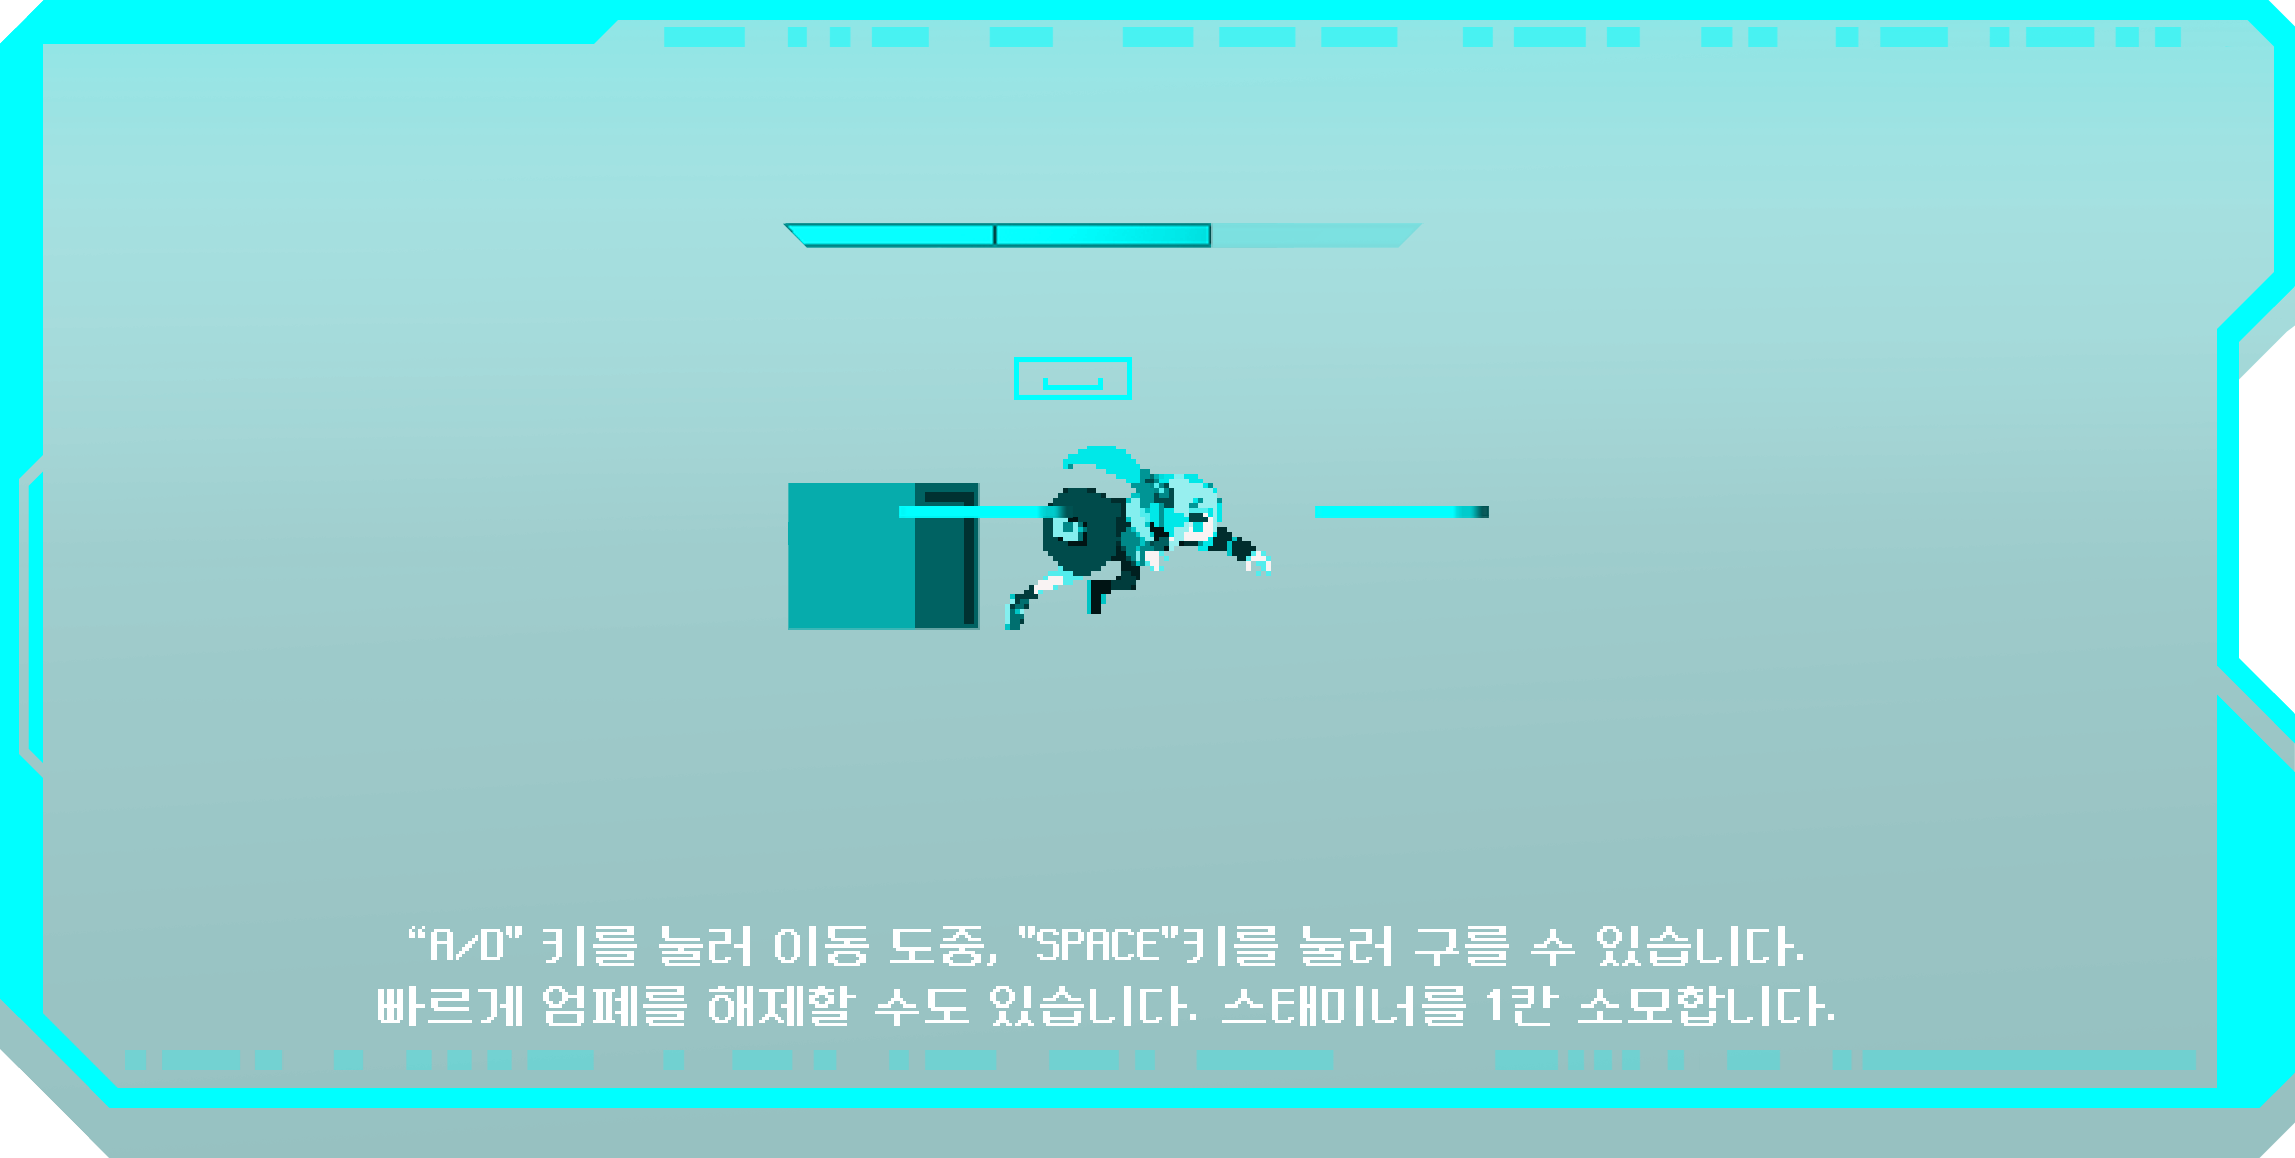 “A/D" 키를 눌러 이동 도중, "SPACE"키를 눌러 구를 수 있습니다.
빠르게 엄폐를 해제할 수도 있습니다. 스태미너를 1칸 소모합니다.